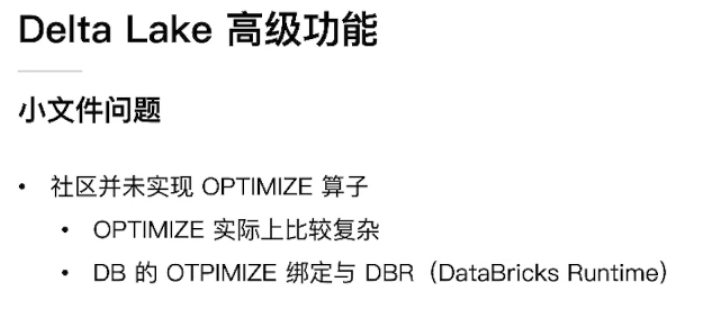 Delta Lake 高级功能
小文件问题
• 社区并未实现 OPTIMIZE 算子
• OPTIMIZE 实际上比较复杂
• DB 的 OTPIMIZE 绑定与 DBR（DataBricks Runtime）